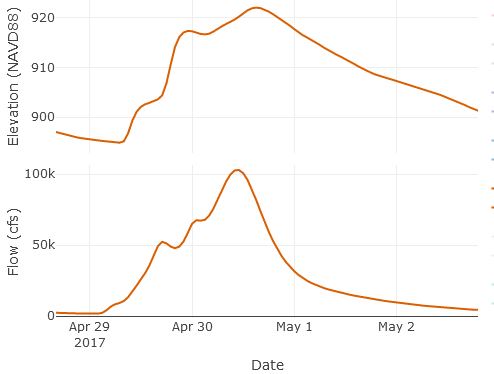 Elevation (NAVD88)
920
910
900
Flow (cfs)
100k
50k
0
Apr 29
2017
Apr 30
May 1
May 2
Date